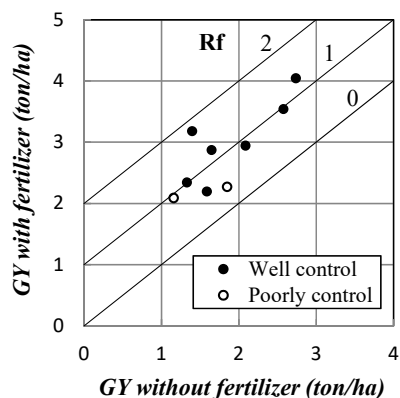 Rf
2
1
0
5
4
3
2
1
0
GY with fertilizer (ton/ha)
Well control
Poorly control
0 1 2 3 4
GY without fertilizer (ton/ha)